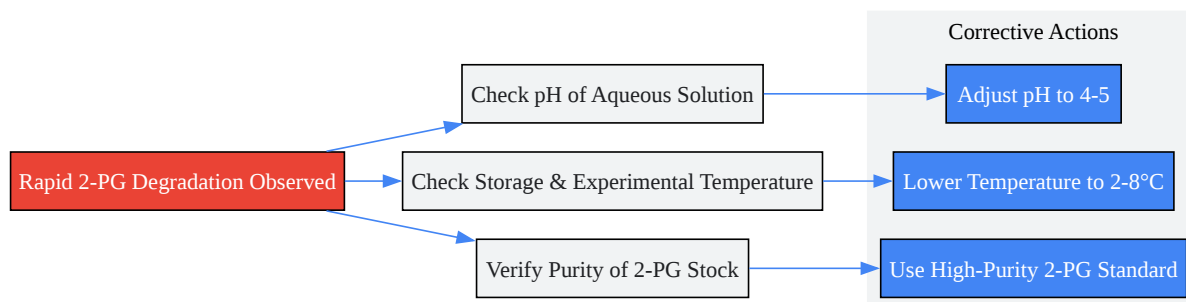 Corrective Actions
Check pH of Aqueous Solution
Adjust pH to 4-5
Rapid 2-PG Degradation Observed
Check Storage & Experimental Temperature
Lower Temperature to 2-8°C
Verify Purity of 2-PG Stock
Use High-Purity 2-PG Standard